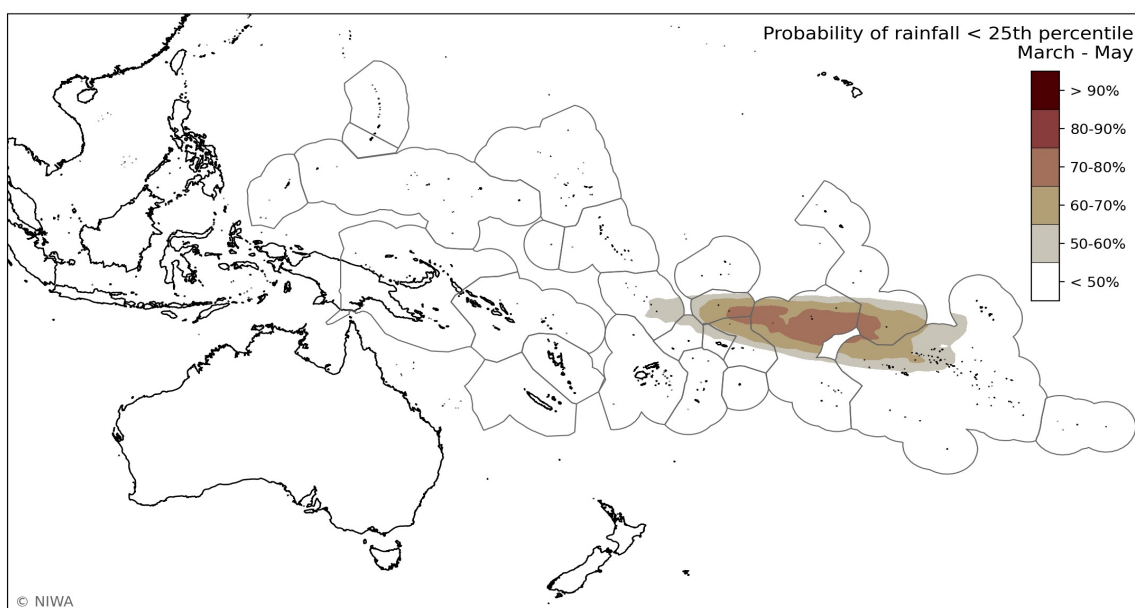 Probability of rainfall < 25th percentile
March - May
> 90%
80-90%
70-80%
60-70%
50-60%
< 50%
© NIWA